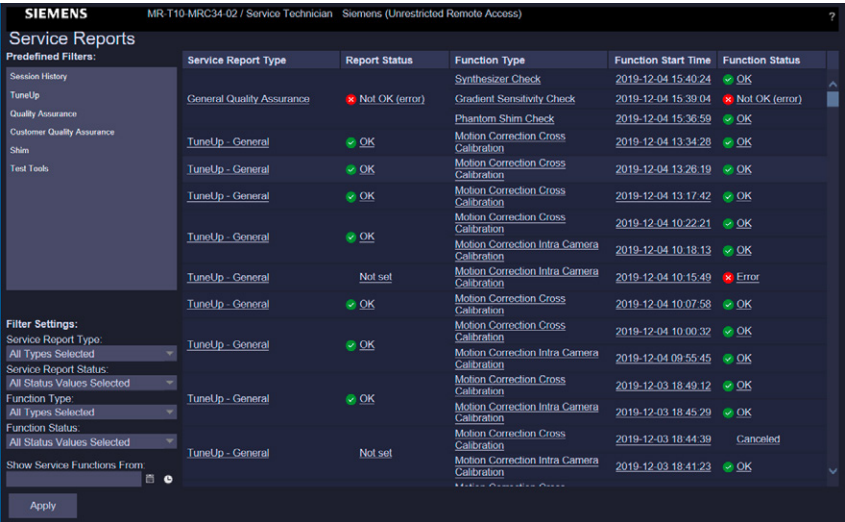 SIEMENS
MR-T10-MRC34-02 / Service Technician Siemens (Unrestricted Remote Access)
?
Service Reports
Predefined Filters:
Session History
TuneUp
Quality Assurance
Customer Quality Assurance
Shim
Test Tools
Filter Settings:
Service Report Type:
All Types Selected
Service Report Status:
All Status Values Selected
Function Type:
All Types Selected
Function Status:
All Status Values Selected
Show Service Functions From:
Apply
Service Report Type Report Status Function Type Function Start Time Function Status
Synthesizer Check 2019-12-04 15:40:24 OK
General Quality Assurance Not OK (error) Gradient Sensitivity Check 2019-12-04 15:39:04 Not OK (error)
Phantom Shim Check 2019-12-04 15:36:59 OK
TuneUp - General OK Motion Correction Cross
Calibration 2019-12-04 13:34:28 OK
TuneUp - General OK Motion Correction Cross
Calibration 2019-12-04 13:26:19 OK
TuneUp - General OK Motion Correction Cross
Calibration 2019-12-04 13:17:42 OK
TuneUp - General OK Motion Correction Cross
Calibration 2019-12-04 10:22:21 OK
Motion Correction Intra Camera
Calibration 2019-12-04 10:18:13 OK
TuneUp - General Not set Motion Correction Intra Camera
Calibration 2019-12-04 10:15:49 Error
TuneUp - General OK Motion Correction Cross
Calibration 2019-12-04 10:07:58 OK
TuneUp - General OK Motion Correction Cross
Calibration 2019-12-04 10:00:32 OK
Motion Correction Intra Camera
Calibration 2019-12-04 09:55:45 OK
TuneUp - General OK Motion Correction Cross
Calibration 2019-12-03 18:49:12 OK
Motion Correction Intra Camera
Calibration 2019-12-03 18:45:29 OK
TuneUp - General Not set Motion Correction Cross
Calibration 2019-12-03 18:44:39 Canceled
Motion Correction Intra Camera
Calibration 2019-12-03 18:41:23 OK